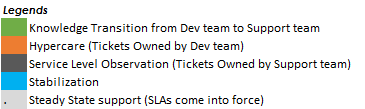 Legends
Knowledge Transition from Dev team to Support team
Hypercare (Tickets Owned by Dev team)
Service Level Observation (Tickets Owned by Support team)
Stabilization
. Steady State support (SLAs come into force)